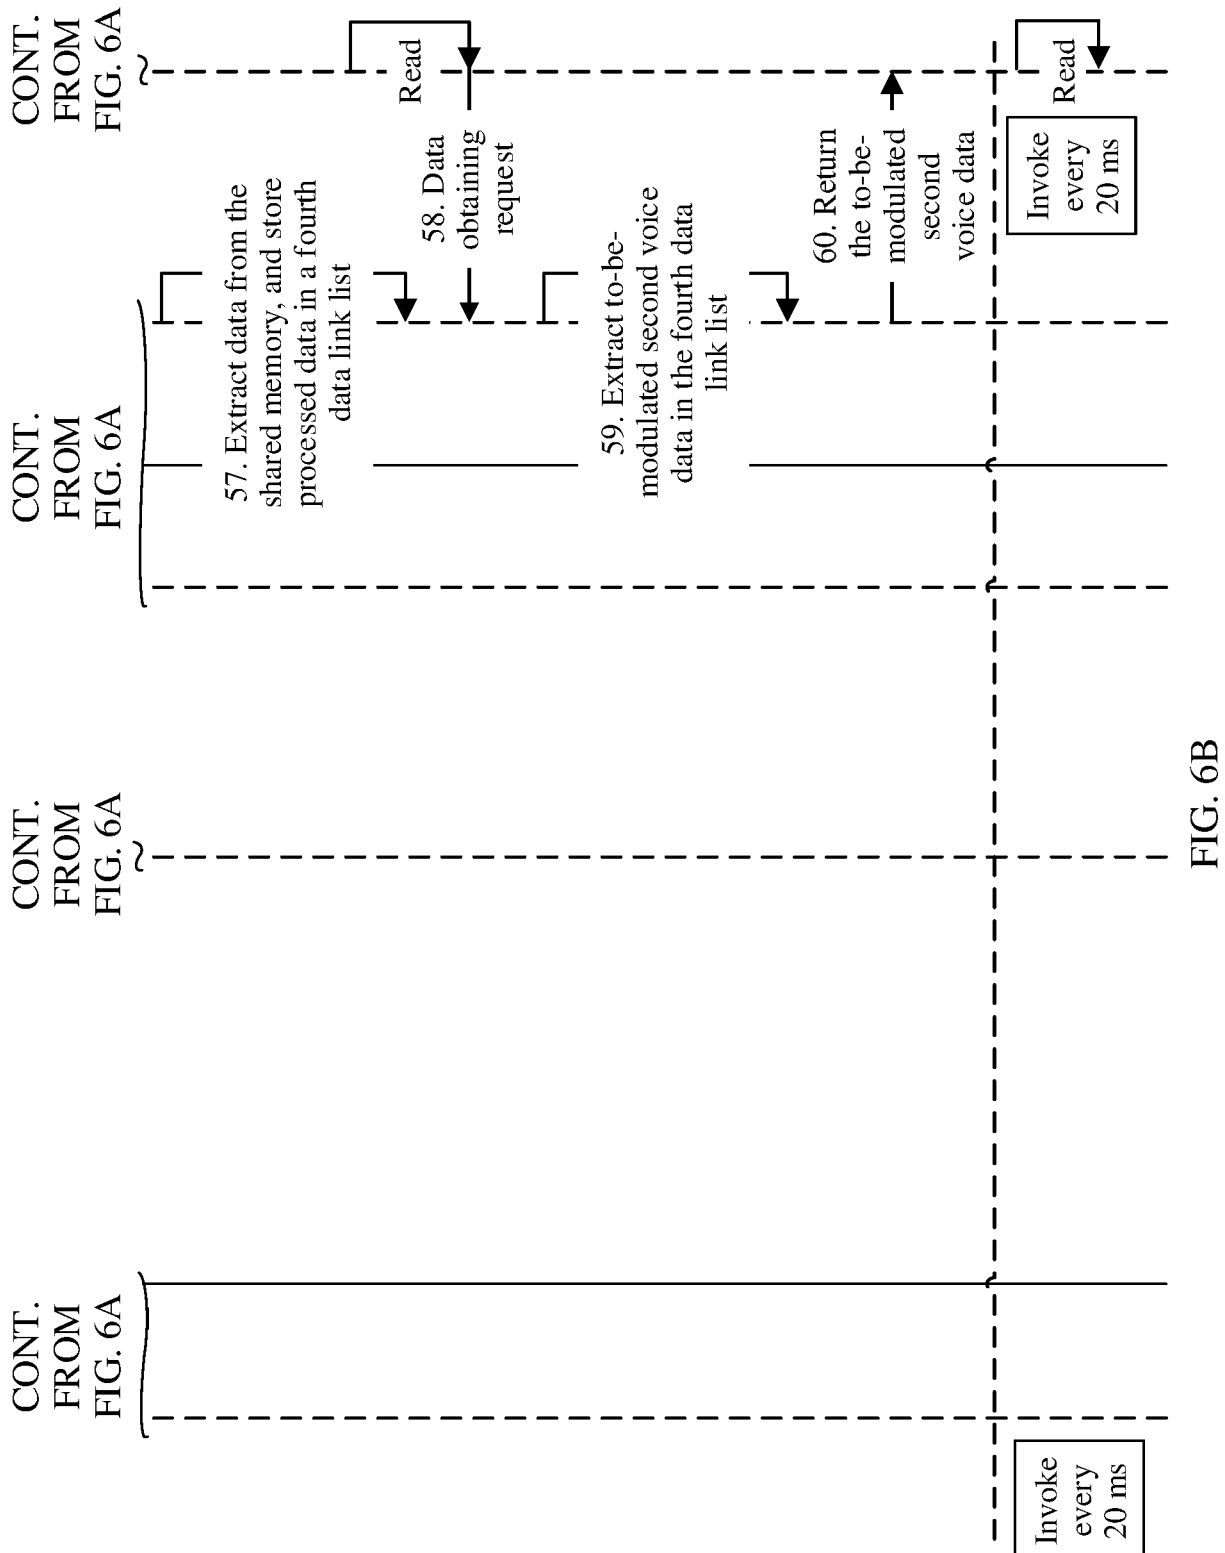 CONT.
FROM
FIG. 6A
CONT.
FROM
FIG. 6A
CONT.
FROM
FIG. 6A
CONT.
FROM
FIG. 6A
57. Extract data from the
shared memory, and store
processed data in a fourth
data link list
Read
58. Data
obtaining
request
59. Extract to-be-
modulated second voice
data in the fourth data
link list
60. Return
the to-be-
modulated
second
voice data
Invoke
every
20 ms
Invoke
every
20 ms
Read
FIG. 6B